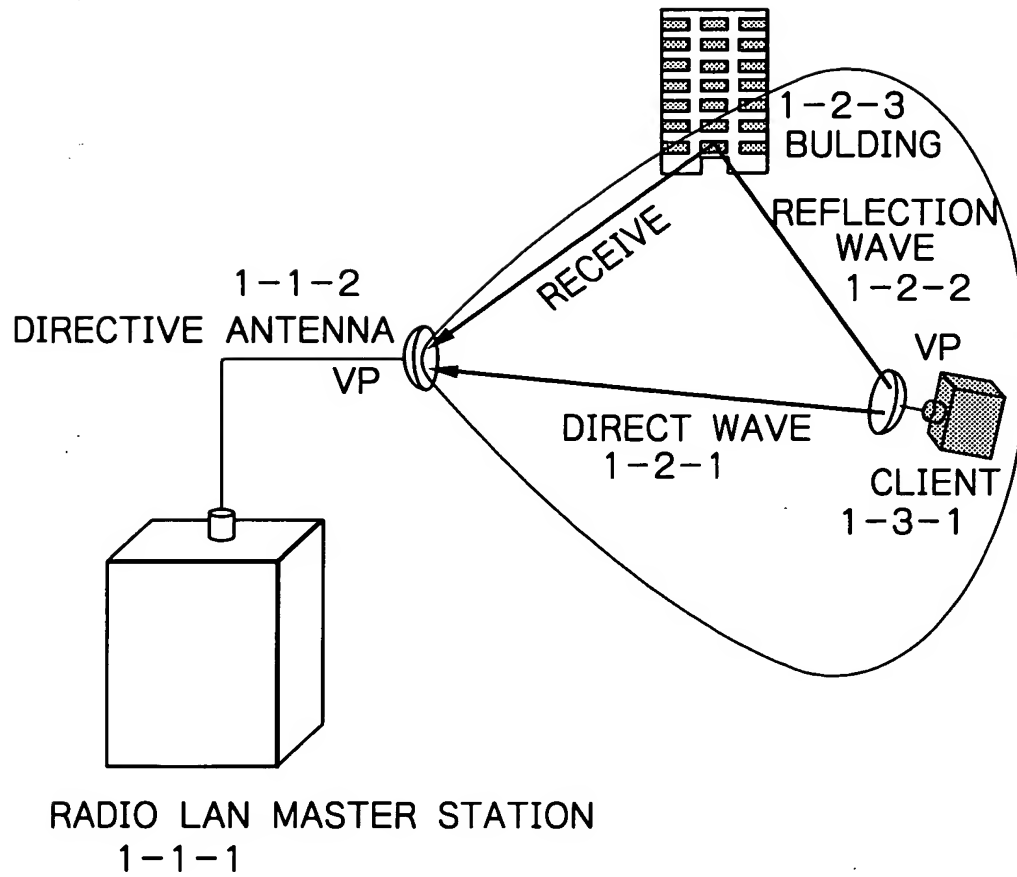 1-2-3
BULDING
REFLECTION
WAVE
1-2-2
RECEIVE
1-1-2
DIRECTIVE ANTENNA
VP
VP
DIRECT WAVE
1-2-1
CLIENT
1-3-1
RADIO LAN MASTER STATION
1-1-1